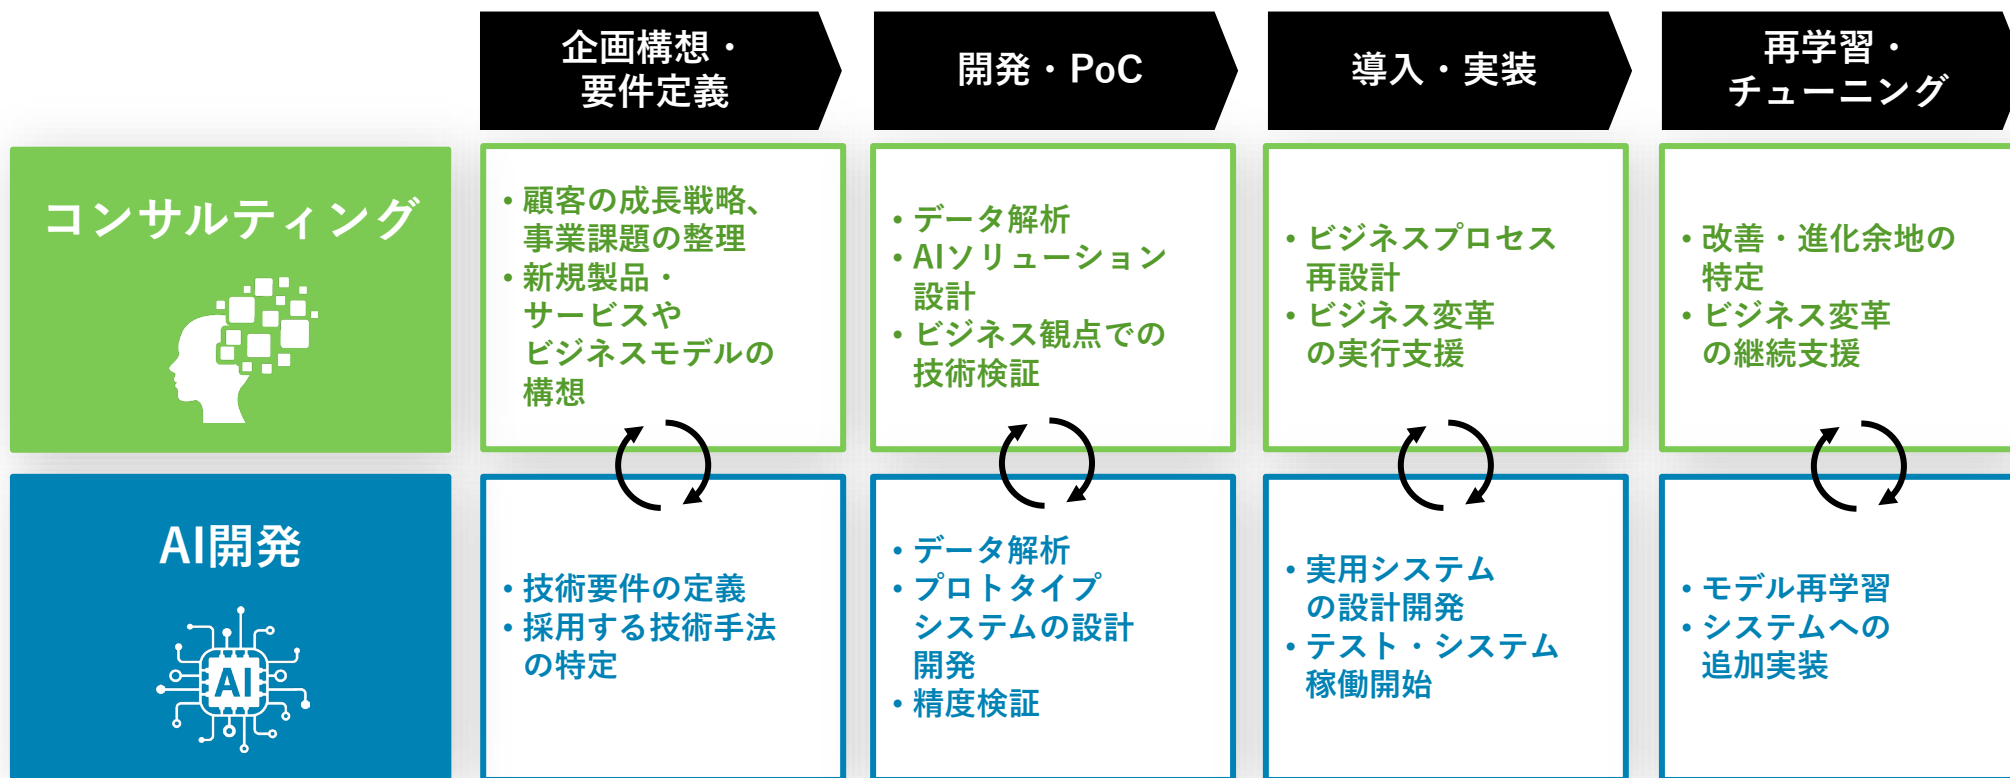 企画構想・
要件定義
開発・PoC
導入・実装
再学習・
チューニング
コンサルティング
・顧客の成長戦略、
事業課題の整理
・新規製品・
サービスや
ビジネスモデルの
構想
・データ解析
・AIソリューション
設計
・ビジネス観点での
技術検証
・ビジネスプロセス
再設計
・ビジネス変革
の実行支援
・改善・進化余地の
特定
・ビジネス変革
の継続支援
AI開発
AI
・技術要件の定義
・採用する技術手法
の特定
・データ解析
・プロトタイプ
システムの設計
開発
・精度検証
・実用システム
の設計開発
・テスト・システム
稼働開始
・モデル再学習
・システムへの
追加実装